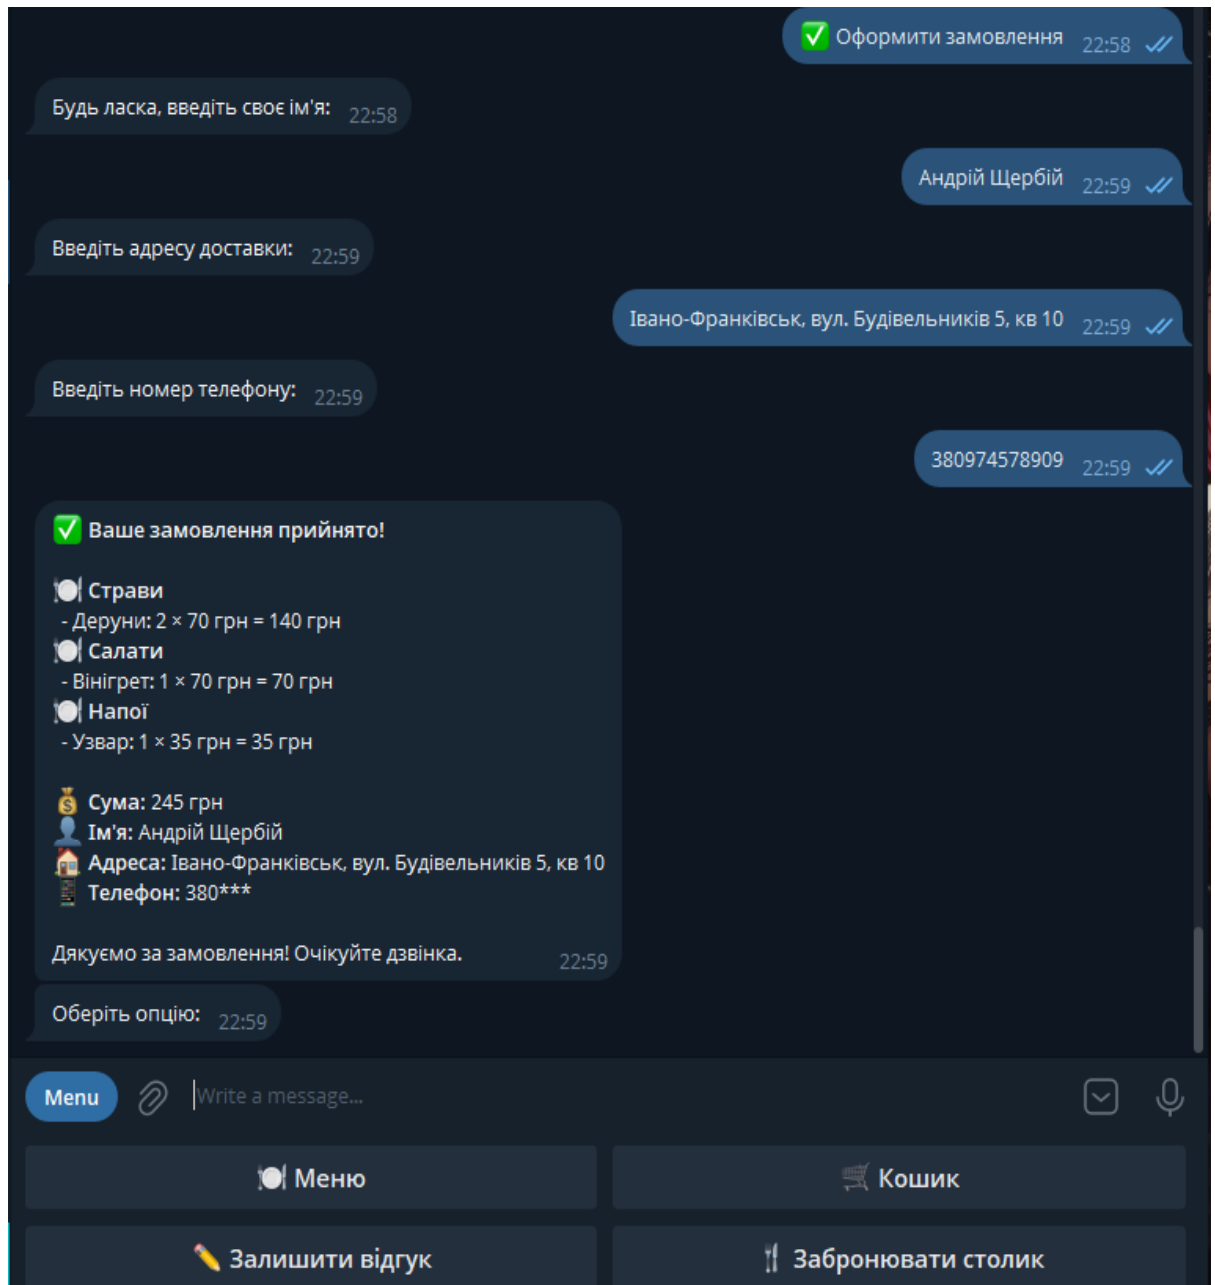 ✅ Оформити замовлення 22:58
Будь ласка, введіть своє ім'я: 22:58
Андрій Щербій 22:59
Введіть адресу доставки: 22:59
Івано-Франківськ, вул. Будівельників 5, кв 10 22:59
Введіть номер телефону: 22:59
380974578909 22:59
✅ Ваше замовлення прийнято!
🍽 Страви
- Деруни: 2 × 70 грн = 140 грн
🍽 Салати
- Вінігрет: 1 × 70 грн = 70 грн
🍽 Напої
- Узвар: 1 × 35 грн = 35 грн
💰 Сума: 245 грн
👤 Ім'я: Андрій Щербій
🏠 Адреса: Івано-Франківськ, вул. Будівельників 5, кв 10
📱 Телефон: 380***
Дякуємо за замовлення! Очікуйте дзвінка. 22:59
Оберіть опцію: 22:59
Menu Write a message...
🍽 Меню 🛒 Кошик
✏️ Залишити відгук 🍴 Забронювати столик